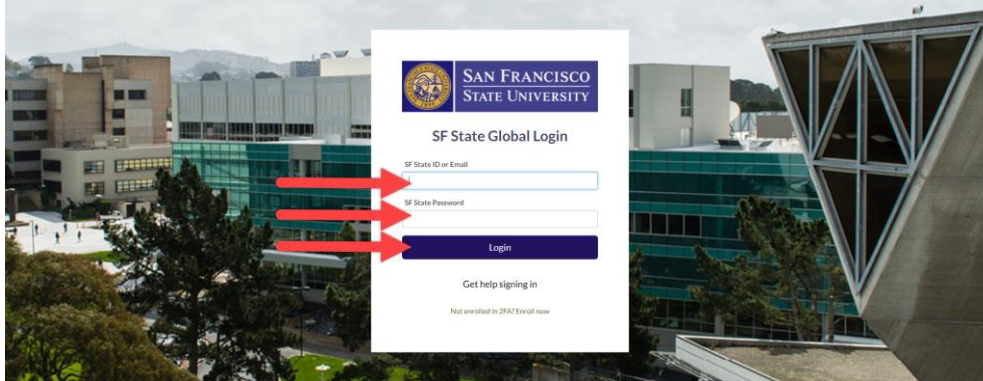 SAN FRANCISCO
STATE UNIVERSITY
SF State Global Login
SF State ID or Email
SF State Password
Login
Get help signing in
Not enrolled in 2FA? Enroll now